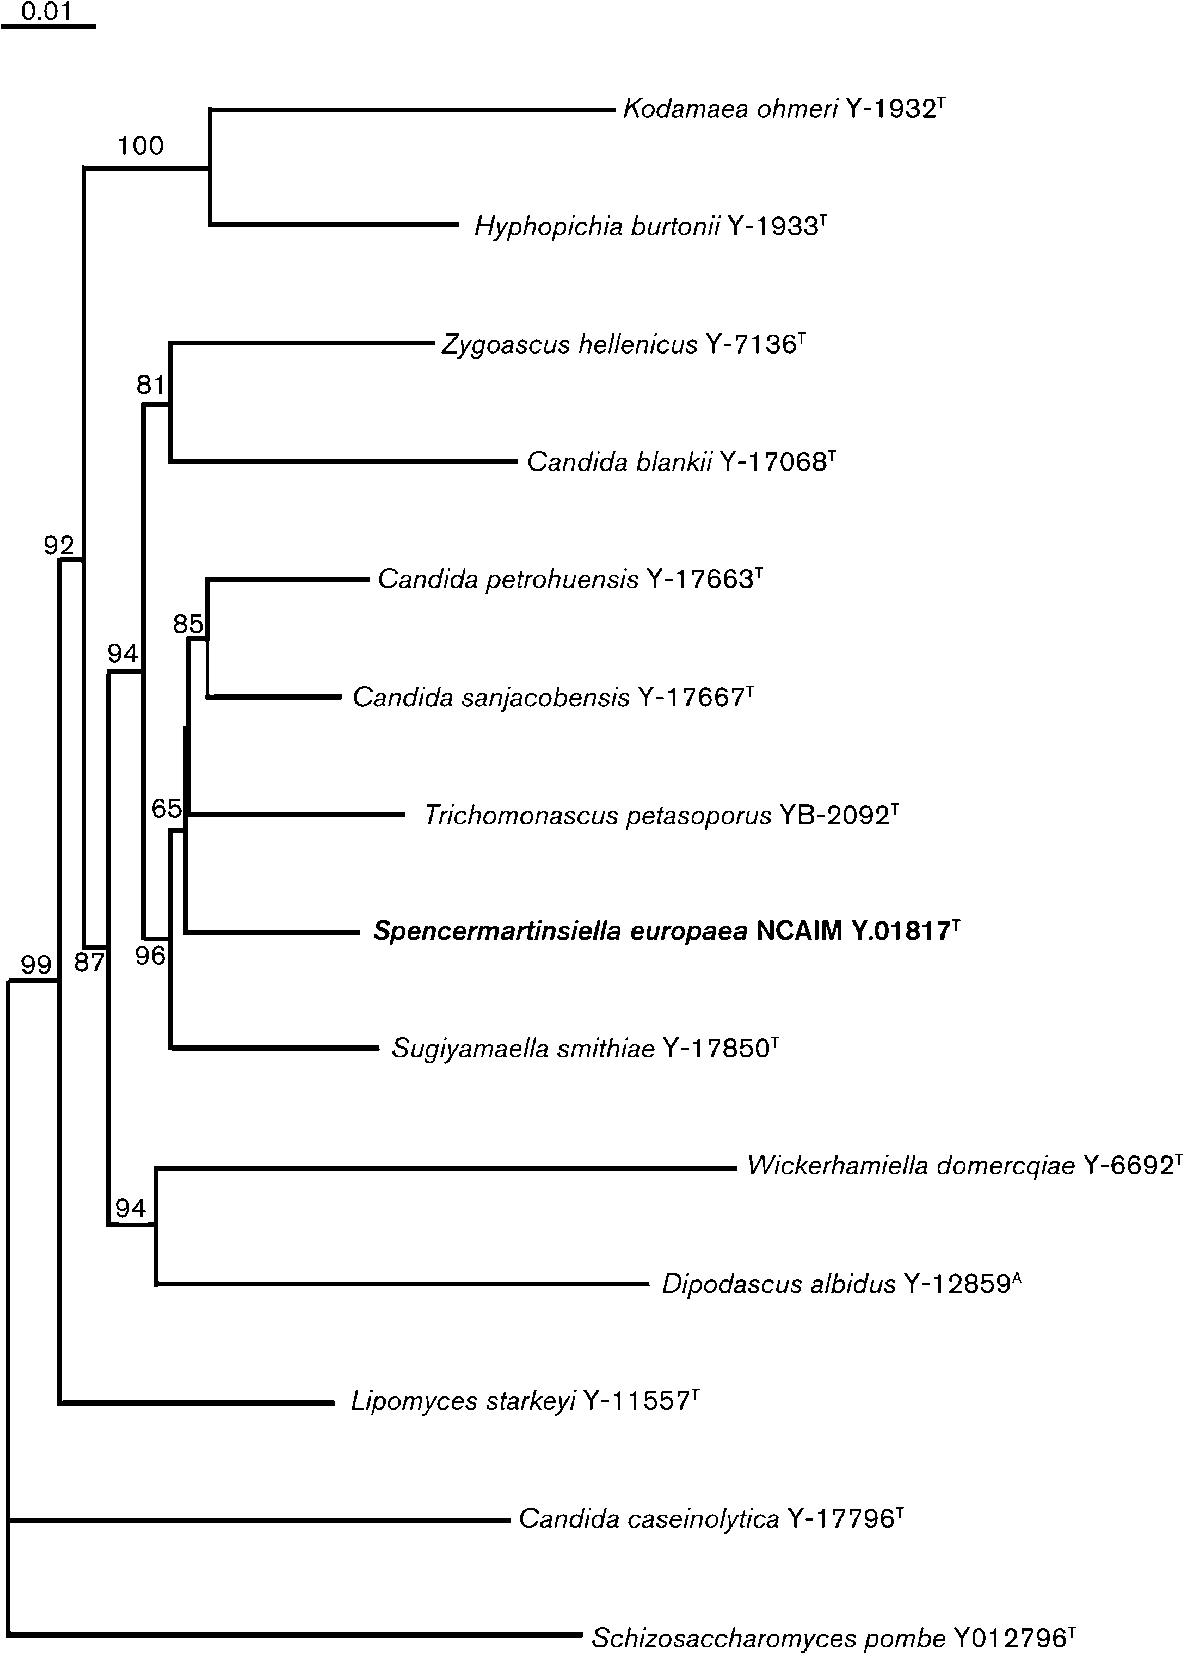 0.01
Kodamaea ohmeri Y-1932ᵀ
100
Hyphopichia burtonii Y-1933ᵀ
Zygoascus hellenicus Y-7136ᵀ
81
Candida blankii Y-17068ᵀ
92
Candida petrohuensis Y-17663ᵀ
85
94
Candida sanjacobensis Y-17667ᵀ
65
Trichomonascus petasoporus YB-2092ᵀ
Spencermartinsiella europaea NCAIM Y.01817ᵀ
96
87
99
Sugiyamaella smithiae Y-17850ᵀ
Wickerhamiella domercqiae Y-6692ᵀ
94
Dipodascus albidus Y-12859ᴬ
Lipomyces starkeyi Y-11557ᵀ
Candida caseinolytica Y-17796ᵀ
Schizosaccharomyces pombe Y012796ᵀ